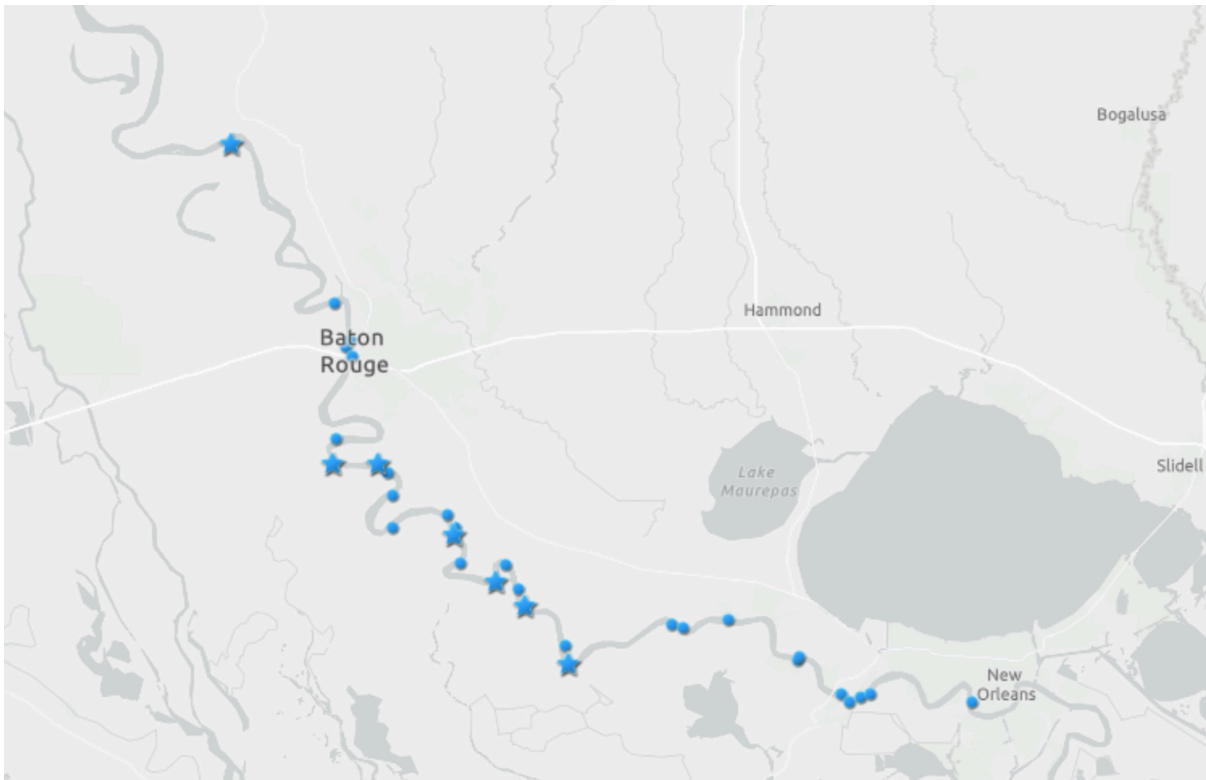 Bogalusa
Hammond
Baton
Rouge
Lake
Maurepas
Slidell
New
Orleans